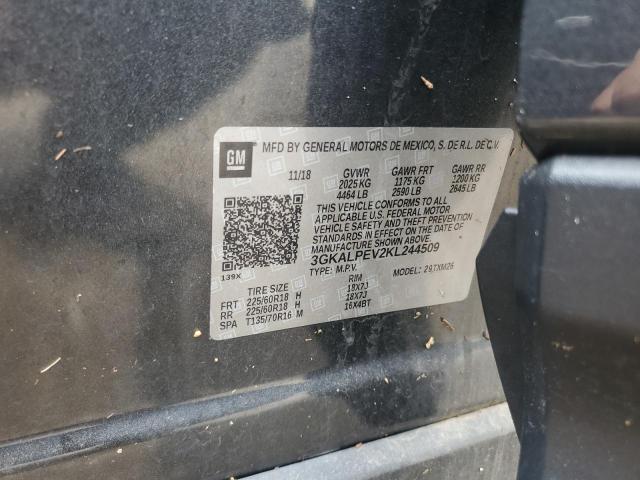 GM
MFD BY GENERAL MOTORS DE MEXICO, S. DE R.L. DE C.V.
11/18 GVWR GAWR FRT GAWR RR
2025 KG 1175 KG 1200 KG
4464 LB 2590 LB 2645 LB
THIS VEHICLE CONFORMS TO ALL
APPLICABLE U.S. FEDERAL MOTOR
VEHICLE SAFETY AND THEFT PREVENTION
STANDARDS IN EFFECT ON THE DATE OF
MANUFACTURE SHOWN ABOVE.
3GKALPEV2KL244509
139X
TYPE: M.P.V. MODEL: 29TXM26
TIRE SIZE RIM
FRT 225/60R18 H 18X7J
RR 225/60R18 H 18X7J
SPA T135/70R16 M 16X4BT